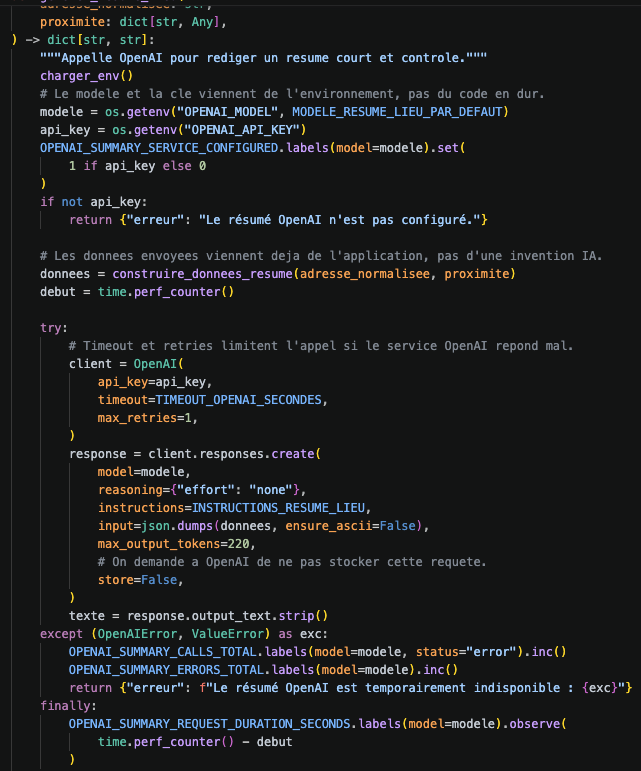 adresse_normalisee: str,
proximite: dict[str, Any],
) -> dict[str, str]:
"""Appelle OpenAI pour rediger un resume court et controle."""
charger_env()
# Le modele et la cle viennent de l'environnement, pas du code en dur.
modele = os.getenv("OPENAI_MODEL", MODELE_RESUME_LIEU_PAR_DEFAUT)
api_key = os.getenv("OPENAI_API_KEY")
OPENAI_SUMMARY_SERVICE_CONFIGURED.labels(model=modele).set(
1 if api_key else 0
)
if not api_key:
return {"erreur": "Le résumé OpenAI n'est pas configuré."}
# Les donnees envoyees viennent deja de l'application, pas d'une invention IA.
donnees = construire_donnees_resume(adresse_normalisee, proximite)
debut = time.perf_counter()
try:
# Timeout et retries limitent l'appel si le service OpenAI repond mal.
client = OpenAI(
api_key=api_key,
timeout=TIMEOUT_OPENAI_SECONDES,
max_retries=1,
)
response = client.responses.create(
model=modele,
reasoning={"effort": "none"},
instructions=INSTRUCTIONS_RESUME_LIEU,
input=json.dumps(donnees, ensure_ascii=False),
max_output_tokens=220,
# On demande a OpenAI de ne pas stocker cette requete.
store=False,
)
texte = response.output_text.strip()
except (OpenAIError, ValueError) as exc:
OPENAI_SUMMARY_CALLS_TOTAL.labels(model=modele, status="error").inc()
OPENAI_SUMMARY_ERRORS_TOTAL.labels(model=modele).inc()
return {"erreur": f"Le résumé OpenAI est temporairement indisponible : {exc}"}
finally:
OPENAI_SUMMARY_REQUEST_DURATION_SECONDS.labels(model=modele).observe(
time.perf_counter() - debut
)